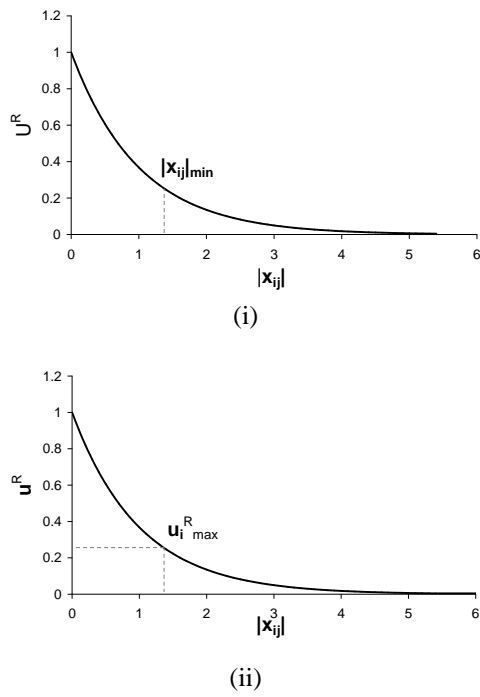 1.2
1
0.8
0.6
0.4
0.2
0
U^R
|x_ij|_min
0 1 2 3 4 5 6
|x_ij|
(i)
1.2
1
0.8
0.6
0.4
0.2
0
u^R
u_i^R_max
0 1 2 3 4 5 6
|x_ij|
(ii)